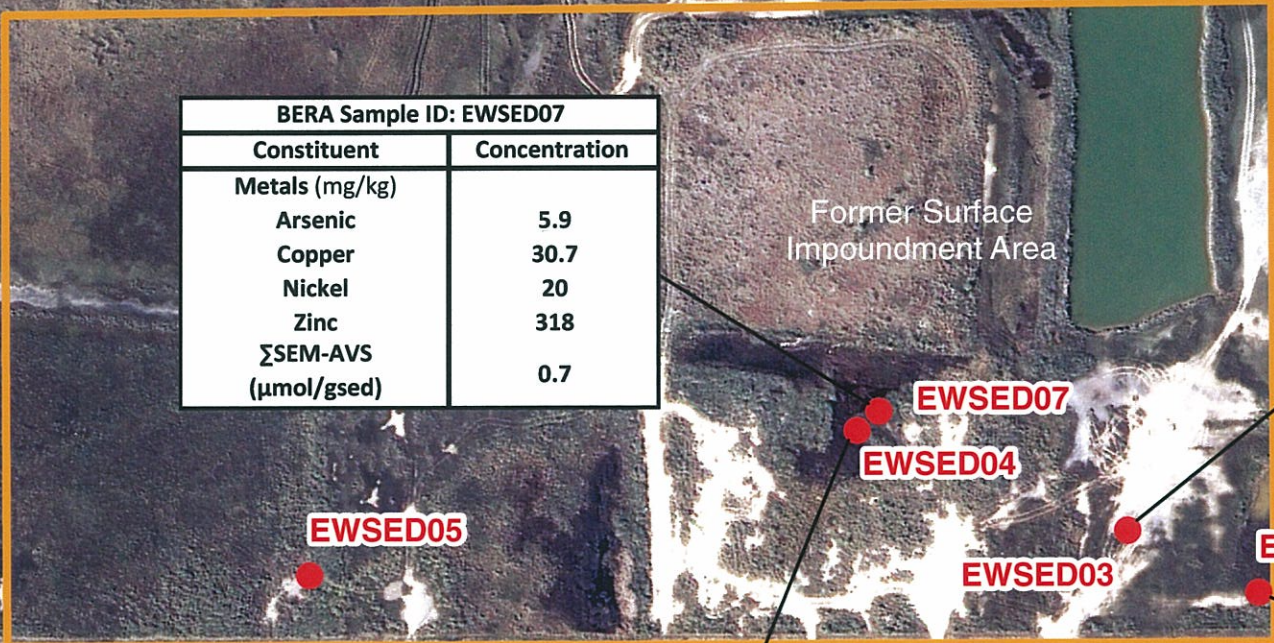 BERA Sample ID: EWSED07
Constituent Concentration
Metals (mg/kg)
Arsenic 5.9
Copper 30.7
Nickel 20
Zinc 318
∑SEM-AVS
(µmol/gsed) 0.7
Former Surface
Impoundment Area
EWSED07
EWSED04
EWSED05
EWSED03
E